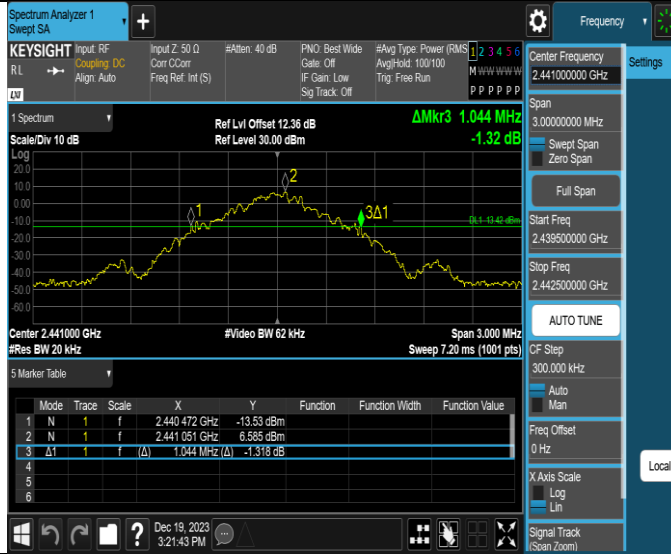 Spectrum Analyzer 1
Swept SA
+
Frequency
KEYSIGHT Input: RF Input Z: 50 Ω #Atten: 40 dB PNO: Best Wide #Avg Type: Power (RMS 1 2 3 4 5 6
RL Coupling: DC Corr CCorr Gate: Off Avg|Hold: 100/100 M W W W W W
Align: Auto Freq Ref: Int (S) IF Gain: Low Trig: Free Run
Sig Track: Off P P P P P P
LXI
1 Spectrum
Ref Lvl Offset 12.36 dB ΔMkr3 1.044 MHz
Scale/Div 10 dB Ref Level 30.00 dBm -1.32 dB
Log
20.0
10.0
0.00
-10.0
-20.0
-30.0
-40.0
-50.0
-60.0
1
2
3Δ1
DL1 -13.42 dBm
Center 2.441000 GHz #Video BW 62 kHz Span 3.000 MHz
#Res BW 20 kHz Sweep 7.20 ms (1001 pts)
5 Marker Table
Mode Trace Scale X Y Function Function Width Function Value
1 N 1 f 2.440 472 GHz -13.53 dBm
2 N 1 f 2.441 051 GHz 6.585 dBm
3 Δ1 1 f (Δ) 1.044 MHz (Δ) -1.318 dB
4
5
6
?
Dec 19, 2023
3:21:43 PM
Center Frequency
2.441000000 GHz
Settings
Span
3.00000000 MHz
Swept Span
Zero Span
Full Span
Start Freq
2.439500000 GHz
Stop Freq
2.442500000 GHz
AUTO TUNE
CF Step
300.000 kHz
Auto
Man
Freq Offset
0 Hz
Local
X Axis Scale
Log
Lin
Signal Track
(Span Zoom)